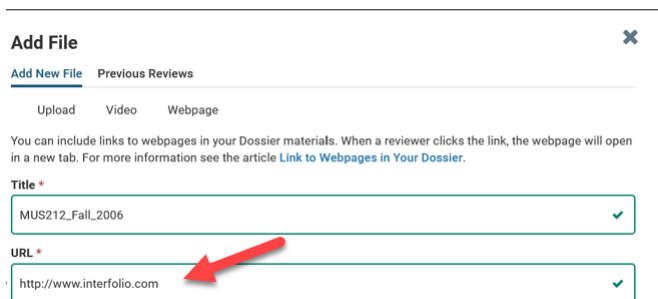 Add File
Add New File Previous Reviews
Upload Video Webpage
You can include links to webpages in your Dossier materials. When a reviewer clicks the link, the webpage will open
in a new tab. For more information see the article Link to Webpages in Your Dossier.
Title *
MUS212_Fall_2006
URL *
http://www.interfolio.com